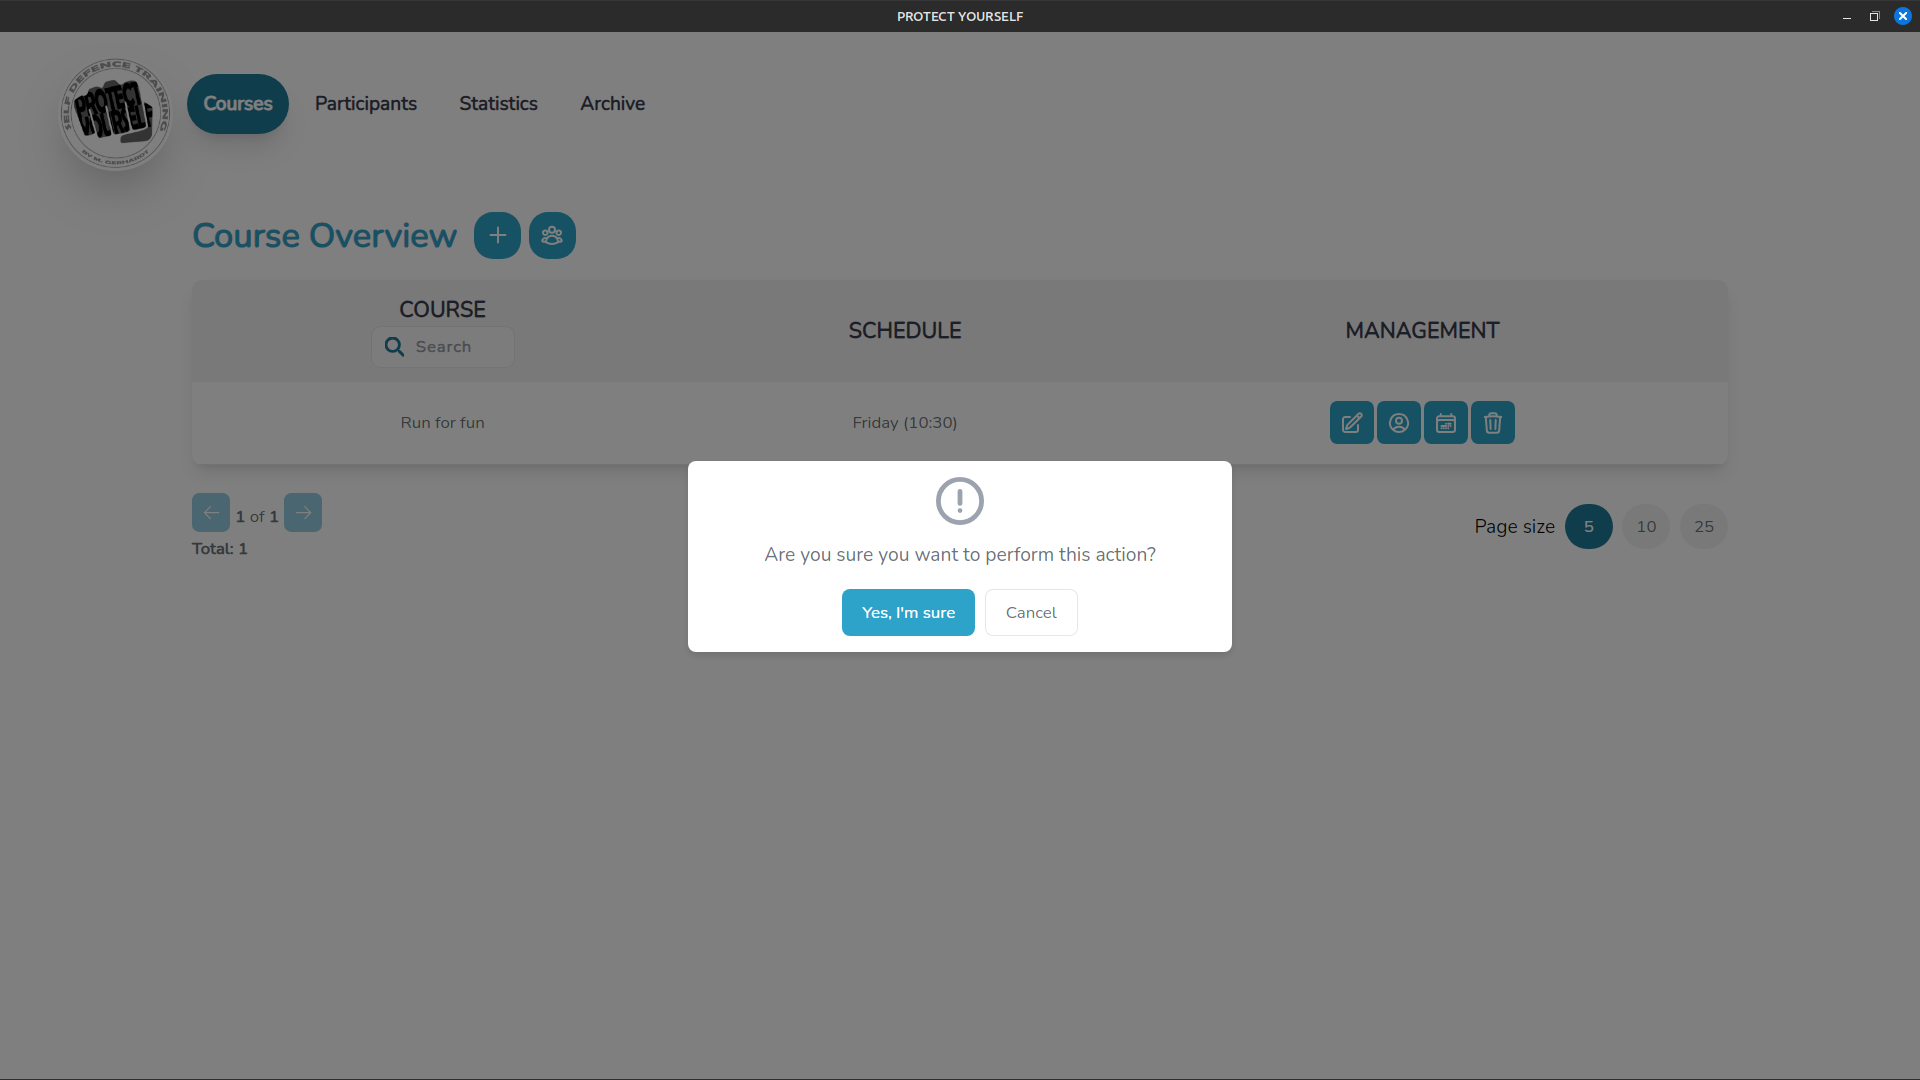 PROTECT YOURSELF
SELF DEFENCE TRAINING
PROTECT
YOURSELF
BY M. GEBHARDT
Courses
Participants
Statistics
Archive
Course Overview
COURSE
SCHEDULE
MANAGEMENT
Search
Run for fun
Friday (10:30)
1 of 1
Total: 1
Page size
5
10
25
Are you sure you want to perform this action?
Yes, I'm sure
Cancel